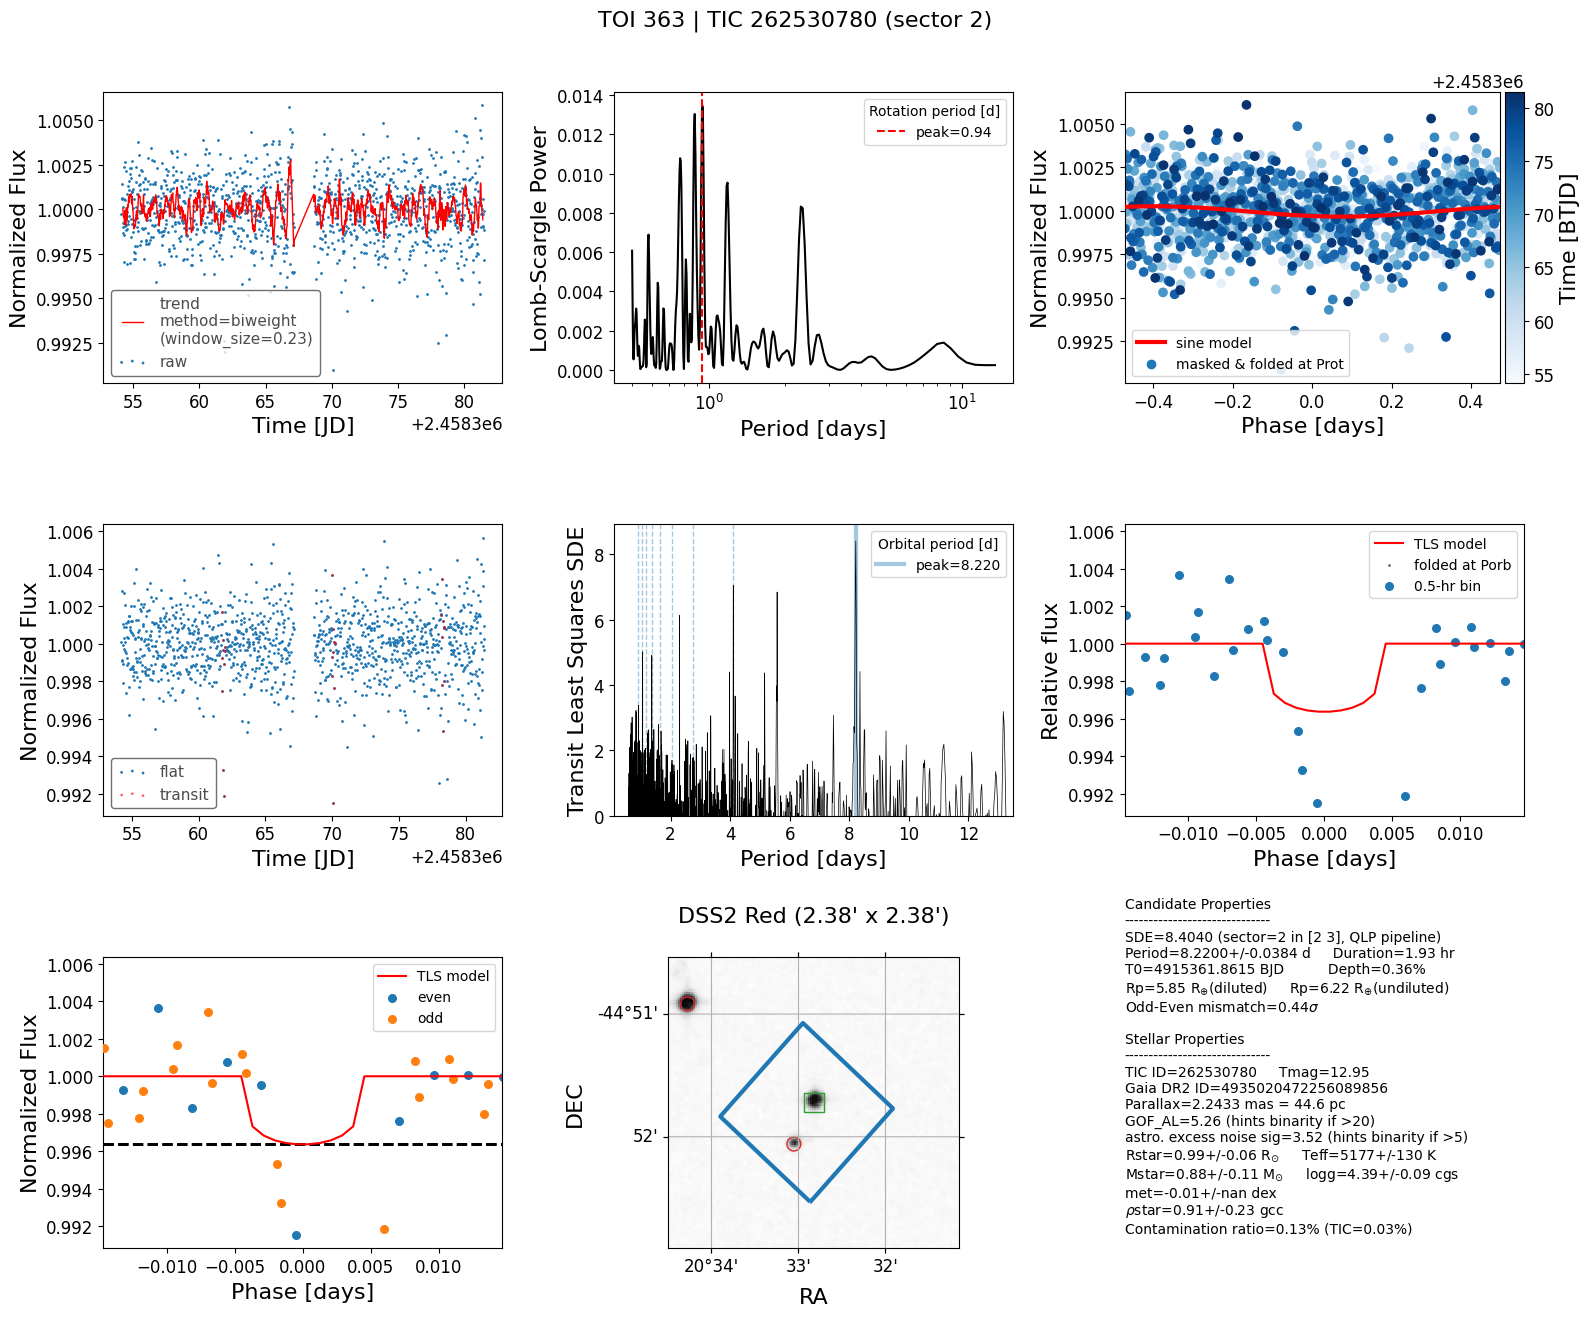 TOI 363 | TIC 262530780 (sector 2)
Normalized Flux
1.0050
1.0025
1.0000
0.9975
0.9950
0.9925
trend
method=biweight
(window_size=0.23)
raw
55 60 65 70 75 80
Time [JD]
+2.4583e6
Lomb-Scargle Power
0.014
0.012
0.010
0.008
0.006
0.004
0.002
0.000
Rotation period [d]
peak=0.94
10⁰ 10¹
Period [days]
+2.4583e6
Normalized Flux
1.0050
1.0025
1.0000
0.9975
0.9950
0.9925
sine model
masked & folded at Prot
−0.4 −0.2 0.0 0.2 0.4
Phase [days]
80
75
70
65
60
55
Time [BTJD]
Normalized Flux
1.006
1.004
1.002
1.000
0.998
0.996
0.994
0.992
flat
transit
55 60 65 70 75 80
Time [JD]
+2.4583e6
Transit Least Squares SDE
8
6
4
2
0
Orbital period [d]
peak=8.220
2 4 6 8 10 12
Period [days]
Relative flux
1.006
1.004
1.002
1.000
0.998
0.996
0.994
0.992
TLS model
folded at Porb
0.5-hr bin
−0.010 −0.005 0.000 0.005 0.010
Phase [days]
Normalized Flux
1.006
1.004
1.002
1.000
0.998
0.996
0.994
0.992
TLS model
even
odd
−0.010 −0.005 0.000 0.005 0.010
Phase [days]
DSS2 Red (2.38' x 2.38')
DEC
-44°51'
52'
20°34' 33' 32'
RA
Candidate Properties
------------------------------
SDE=8.4040 (sector=2 in [2 3], QLP pipeline)
Period=8.2200+/-0.0384 d Duration=1.93 hr
T0=4915361.8615 BJD Depth=0.36%
Rp=5.85 R⊕(diluted) Rp=6.22 R⊕(undiluted)
Odd-Even mismatch=0.44σ
Stellar Properties
------------------------------
TIC ID=262530780 Tmag=12.95
Gaia DR2 ID=4935020472256089856
Parallax=2.2433 mas = 44.6 pc
GOF_AL=5.26 (hints binarity if >20)
astro. excess noise sig=3.52 (hints binarity if >5)
Rstar=0.99+/-0.06 R☉ Teff=5177+/-130 K
Mstar=0.88+/-0.11 M☉ logg=4.39+/-0.09 cgs
met=-0.01+/-nan dex
ρstar=0.91+/-0.23 gcc
Contamination ratio=0.13% (TIC=0.03%)